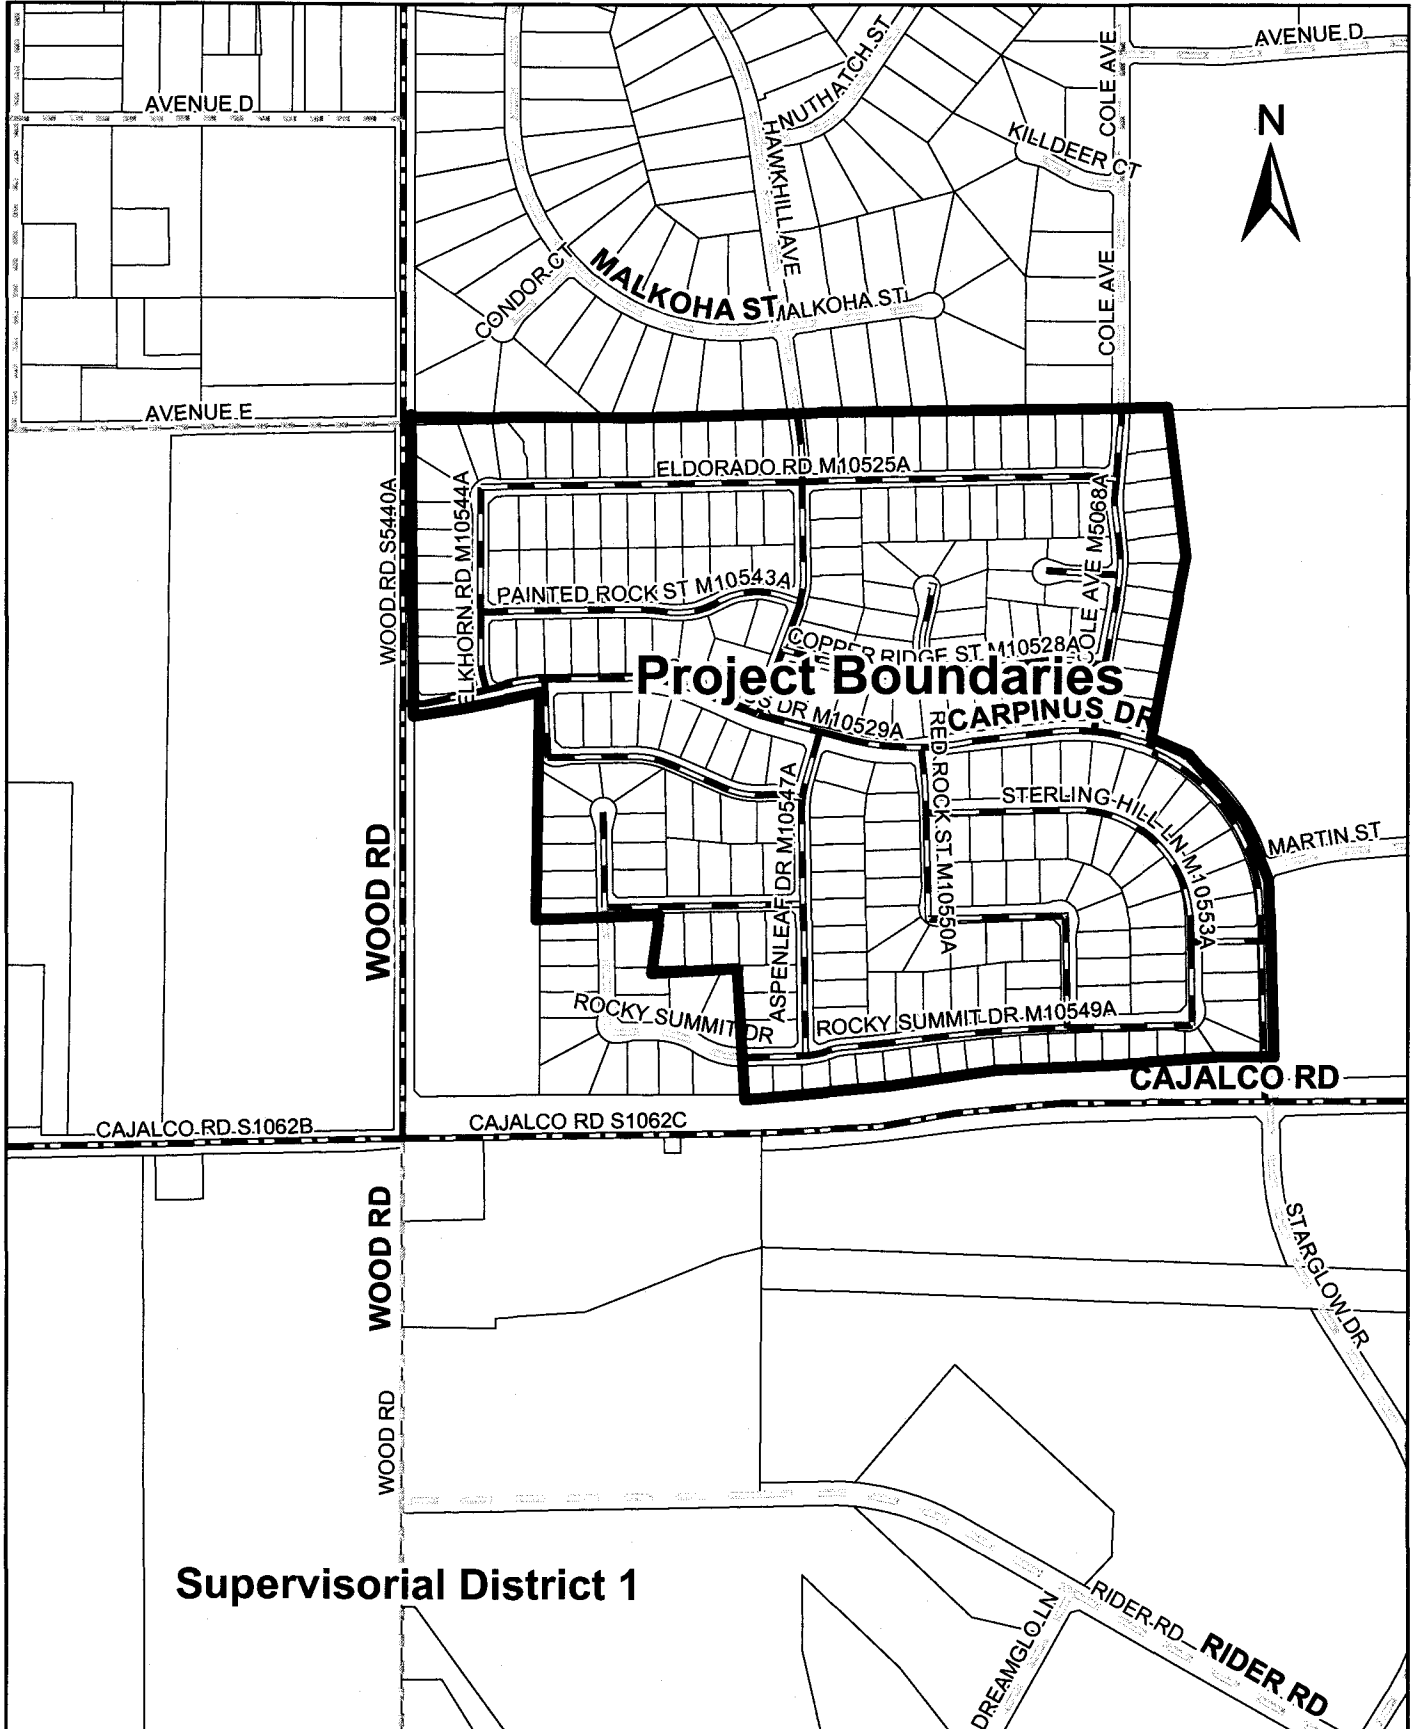 AVENUE D
COLE AVE
NUTHATCH ST
AVENUE D
N
KILLDEER CT
HAWKHILL AVE
CONDOR CT
MALKOHA ST
MALKOHA ST
COLE AVE
AVENUE E
ELDORADO RD M10525A
WOOD RD S5440A
ELKHORN RD M10544A
COLE AVE M5068A
PAINTED ROCK ST M10543A
COPPER RIDGE ST M10528A
Project Boundaries
DR M10529A
CARPINUS DR
RED ROCK ST M10550A
ASPENLEAF DR M10547A
STERLING HILL LN M10553A
MARTIN ST
WOOD RD
ROCKY SUMMIT DR
ROCKY SUMMIT DR M10549A
CAJALCO RD
CAJALCO RD S1062B
CAJALCO RD S1062C
WOOD RD
STARGLOW DR
WOOD RD
Supervisorial District 1
DREAMGLO LN
RIDER RD
RIDER RD